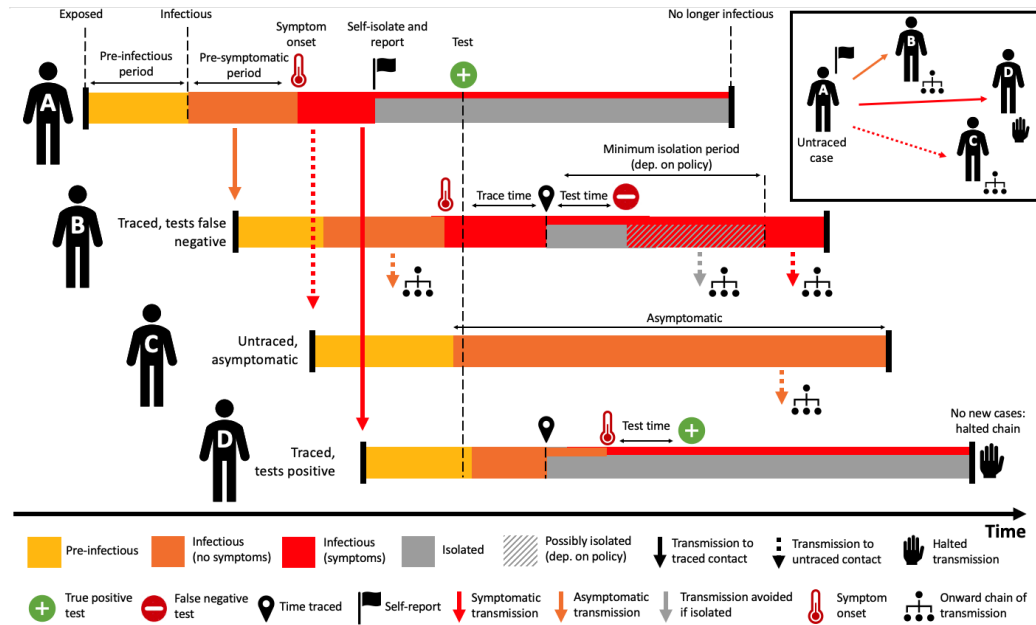 Exposed
Infectious
Symptom
onset
Self-isolate and
report
Test
No longer infectious
Pre-infectious
period
Pre-symptomatic
period
A
B
D
A
C
Untraced
case
Minimum isolation period
(dep. on policy)
Trace time
Test time
B
Traced, tests false
negative
C
Untraced,
asymptomatic
Asymptomatic
D
Traced,
tests positive
Test time
No new cases:
halted chain
Time
Pre-infectious
Infectious
(no symptoms)
Infectious
(symptoms)
Isolated
Possibly isolated
(dep. on policy)
Transmission to
traced contact
Transmission to
untraced contact
Halted
transmission
True positive
test
False negative
test
Time traced
Self-report
Symptomatic
transmission
Asymptomatic
transmission
Transmission avoided
if isolated
Symptom
onset
Onward chain of
transmission